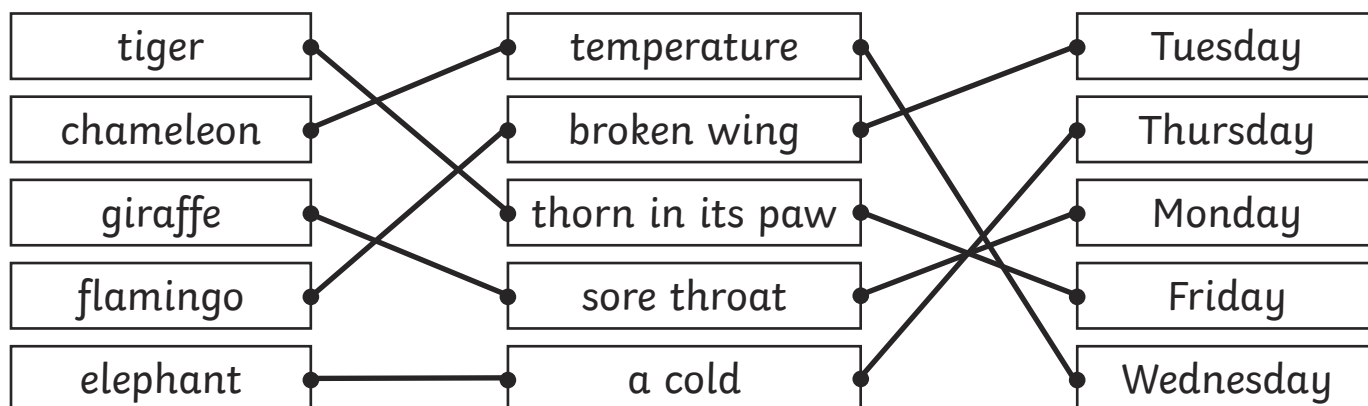 tiger temperature Tuesday
chameleon broken wing Thursday
giraffe thorn in its paw Monday
flamingo sore throat Friday
elephant a cold Wednesday